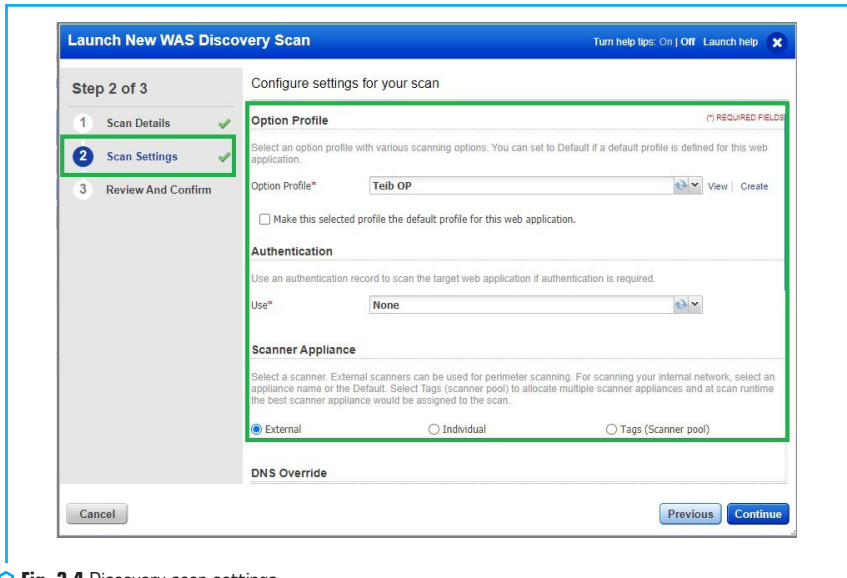 Launch New WAS Discovery Scan
Turn help tips: On | Off Launch help
Step 2 of 3
1 Scan Details
2 Scan Settings
3 Review And Confirm
Configure settings for your scan
Option Profile
(*) REQUIRED FIELDS
Select an option profile with various scanning options. You can set to Default if a default profile is defined for this web
application.
Option Profile* Teib OP View | Create
Make this selected profile the default profile for this web application.
Authentication
Use an authentication record to scan the target web application if authentication is required.
Use* None
Scanner Appliance
Select a scanner. External scanners can be used for perimeter scanning. For scanning your internal network, select an
appliance name or the Default. Select Tags (scanner pool) to allocate multiple scanner appliances and at scan runtime
the best scanner appliance would be assigned to the scan.
External Individual Tags (Scanner pool)
DNS Override
Cancel Previous Continue
Fig. 2.4 Discovery scan settings